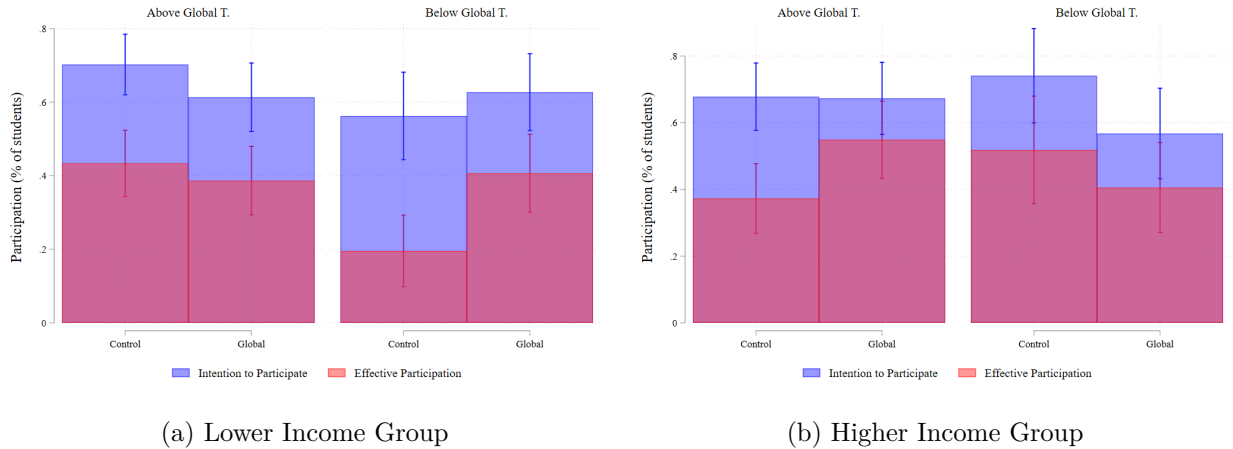 Above Global T.
Below Global T.
Participation (% of students)
.8
.6
.4
.2
0
Control
Global
Control
Global
Intention to Participate
Effective Participation
(a) Lower Income Group
Above Global T.
Below Global T.
Participation (% of students)
.8
.6
.4
.2
0
Control
Global
Control
Global
Intention to Participate
Effective Participation
(b) Higher Income Group